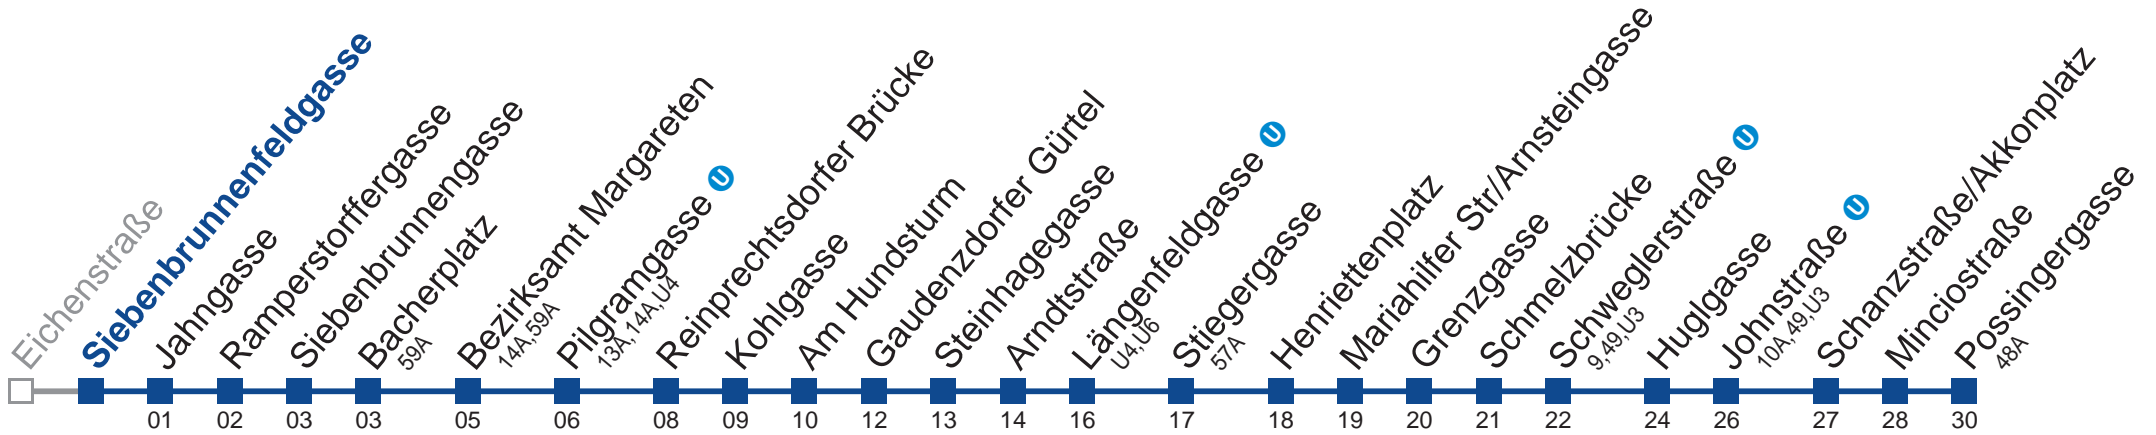 Eichenstraße
Siebenbrunnenfeldgasse
Jahngasse
01
Ramperstorffergasse
02
Siebenbrunnengasse
03
Bacherplatz
59A
03
Bezirksamt Margareten
14A,59A
05
Pilgramgasse U
13A, 14A,U4
06
Reinprechtsdorfer Brücke
08
Kohlgasse
09
Am Hundsturm
10
Gaudenzdorfer Gürtel
12
Steinhagegasse
13
Arndtstraße
14
Längenfeldgasse U
U4,U6
16
Stiegergasse
57A
17
Henriettenplatz
18
Mariahilfer Str/Arnsteingasse
19
Grenzgasse
20
Schmelzbrücke
21
Schweglerstraße U
9, 49, U3
22
Huglgasse
24
Johnstraße U
10A, 49, U3
26
Schanzstraße/Akkonplatz
27
Minciostraße
28
Possingergasse
48A
30